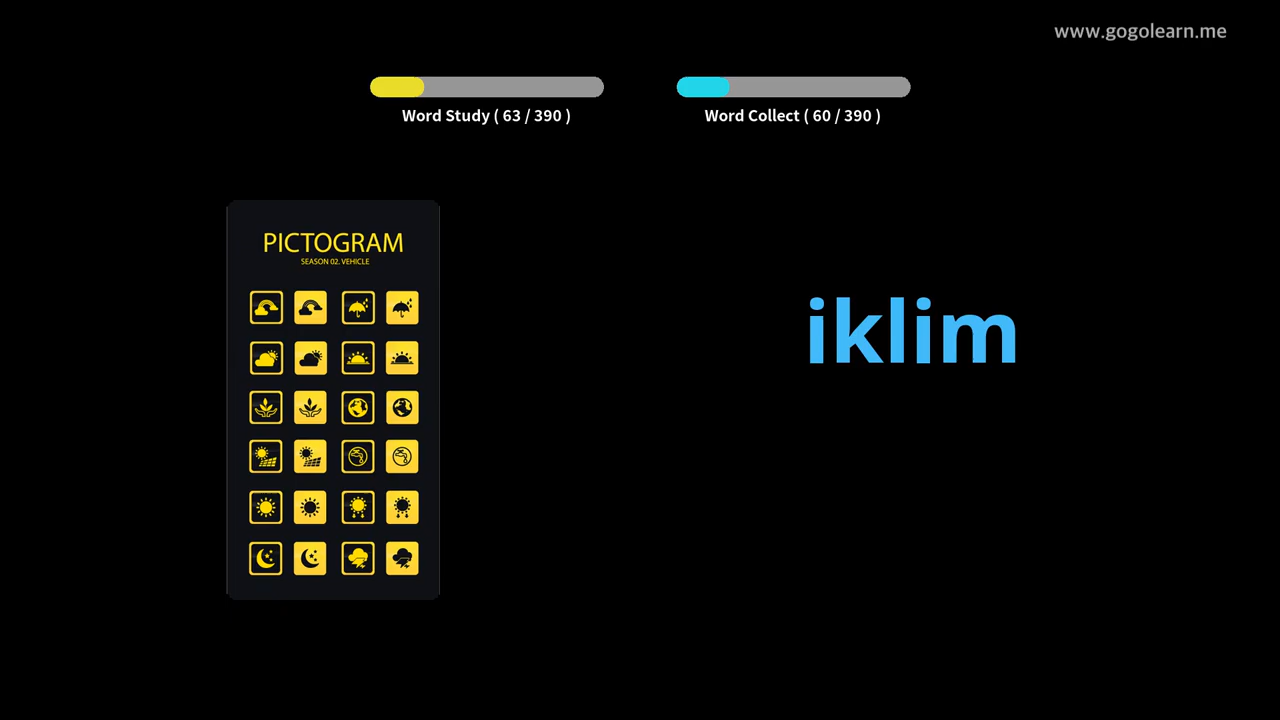 www.gogolearn.me
Word Study ( 63 / 390 )
Word Collect ( 60 / 390 )
PICTOGRAM
SEASON 02. VEHICLE
iklim